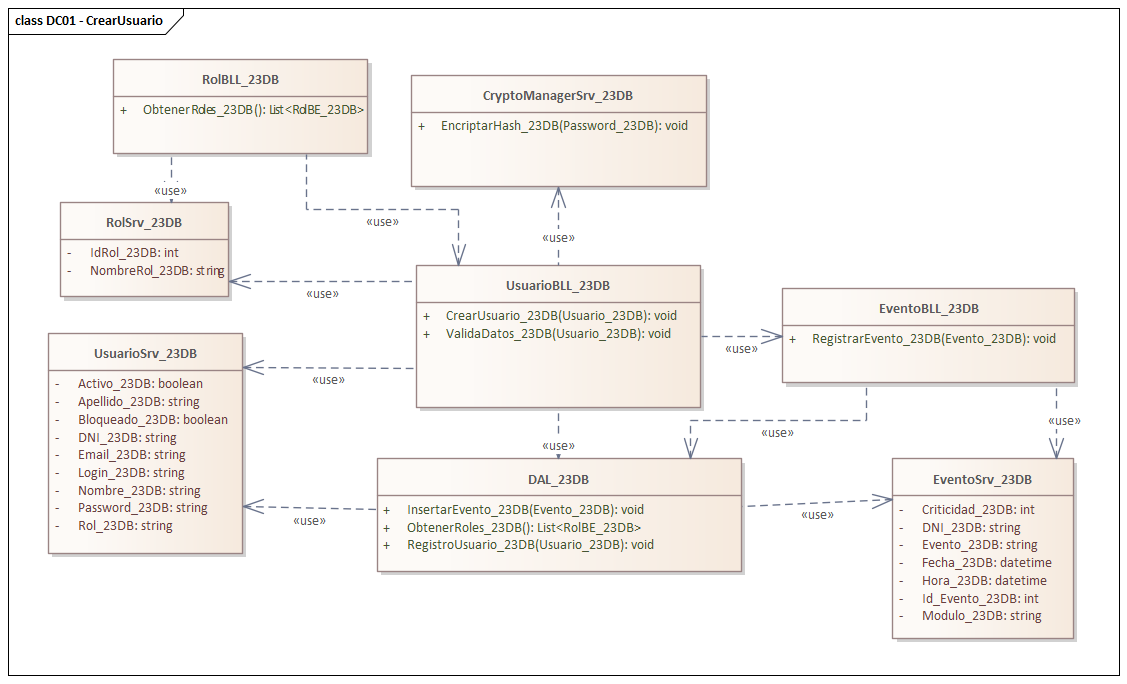 class DC01 - CrearUsuario
RolBLL_23DB
+ ObtenerRoles_23DB(): List<RolBE_23DB>
CryptoManagerSrv_23DB
+ EncriptarHash_23DB(Password_23DB): void
«use»
«use»
«use»
RolSrv_23DB
- IdRol_23DB: int
- NombreRol_23DB: string
«use»
UsuarioBLL_23DB
+ CrearUsuario_23DB(Usuario_23DB): void
+ ValidaDatos_23DB(Usuario_23DB): void
«use»
EventoBLL_23DB
+ RegistrarEvento_23DB(Evento_23DB): void
UsuarioSrv_23DB
- Activo_23DB: boolean
- Apellido_23DB: string
- Bloqueado_23DB: boolean
- DNI_23DB: string
- Email_23DB: string
- Login_23DB: string
- Nombre_23DB: string
- Password_23DB: string
- Rol_23DB: string
«use»
«use»
«use»
«use»
DAL_23DB
+ InsertarEvento_23DB(Evento_23DB): void
+ ObtenerRoles_23DB(): List<RolBE_23DB>
+ RegistroUsuario_23DB(Usuario_23DB): void
«use»
«use»
EventoSrv_23DB
- Criticidad_23DB: int
- DNI_23DB: string
- Evento_23DB: string
- Fecha_23DB: datetime
- Hora_23DB: datetime
- Id_Evento_23DB: int
- Modulo_23DB: string